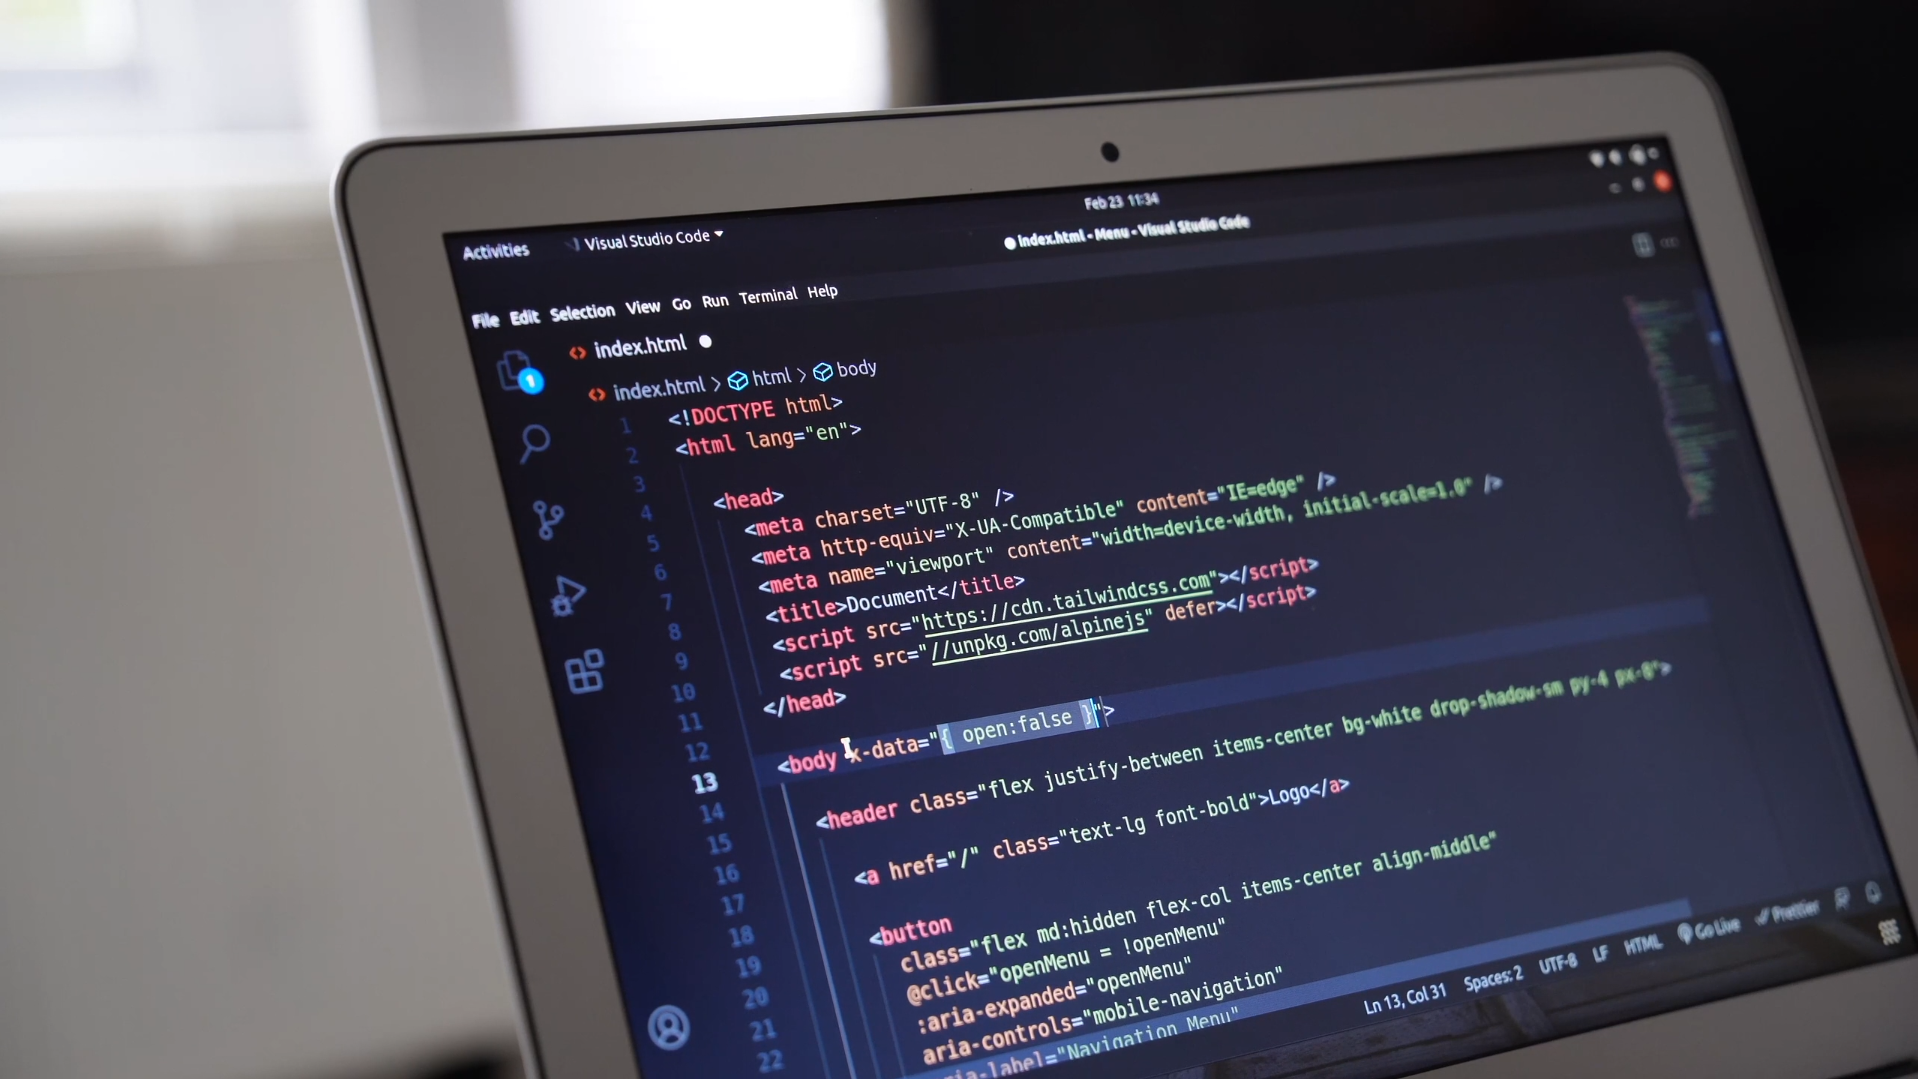 Feb 23 11:34
Activities Visual Studio Code
index.html - Menu - Visual Studio Code
File Edit Selection View Go Run Terminal Help
1
index.html
index.html > html > body
1 <!DOCTYPE html>
2 <html lang="en">
3
4 <head>
5 <meta charset="UTF-8" />
6 <meta http-equiv="X-UA-Compatible" content="IE=edge" />
7 <meta name="viewport" content="width=device-width, initial-scale=1.0" />
8 <title>Document</title>
9 <script src="https://cdn.tailwindcss.com"></script>
10 <script src="//unpkg.com/alpinejs" defer></script>
11 </head>
12
13 <body x-data="{ open:false }">
14
15 <header class="flex justify-between items-center bg-white drop-shadow-sm py-4 px-8">
16
17 <a href="/" class="text-lg font-bold">Logo</a>
18
19 <button
20 class="flex md:hidden flex-col items-center align-middle"
21 @click="openMenu = !openMenu"
22 :aria-expanded="openMenu"
aria-controls="mobile-navigation"
aria-label="Navigation Menu"
Ln 13, Col 31 Spaces: 2 UTF-8 LF HTML Go Live Prettier